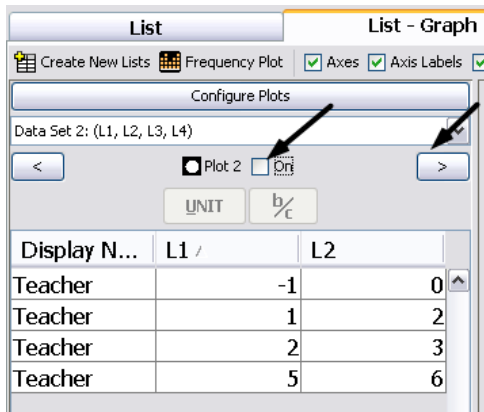 List List - Graph
Create New Lists Frequency Plot Axes Axis Labels
Configure Plots
Data Set 2: (L1, L2, L3, L4)
< Plot 2 On >
UNIT b/c
Display N... L1 / L2
Teacher -1 0
Teacher 1 2
Teacher 2 3
Teacher 5 6